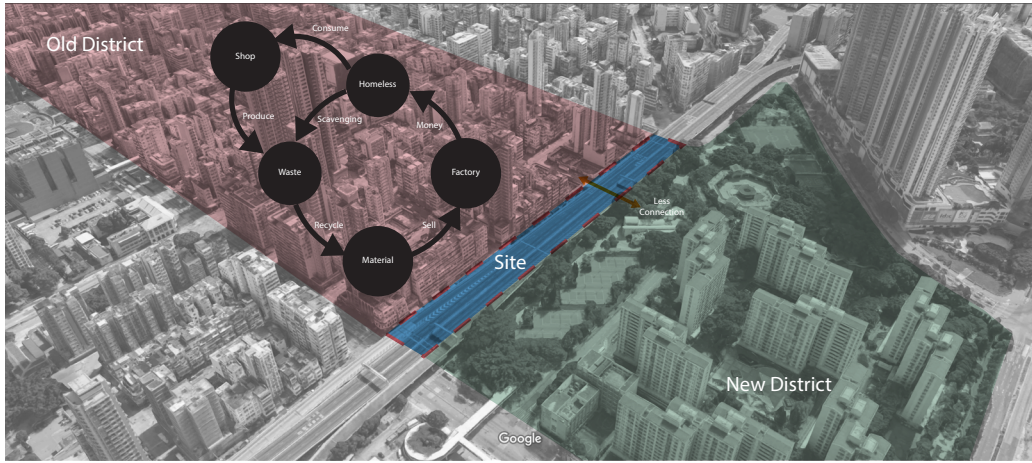 Old District
Consume
Shop
Homeless
Produce
Scavenging
Money
Waste
Factory
Less
Connection
Recycle
Sell
Material
Site
New District
Google